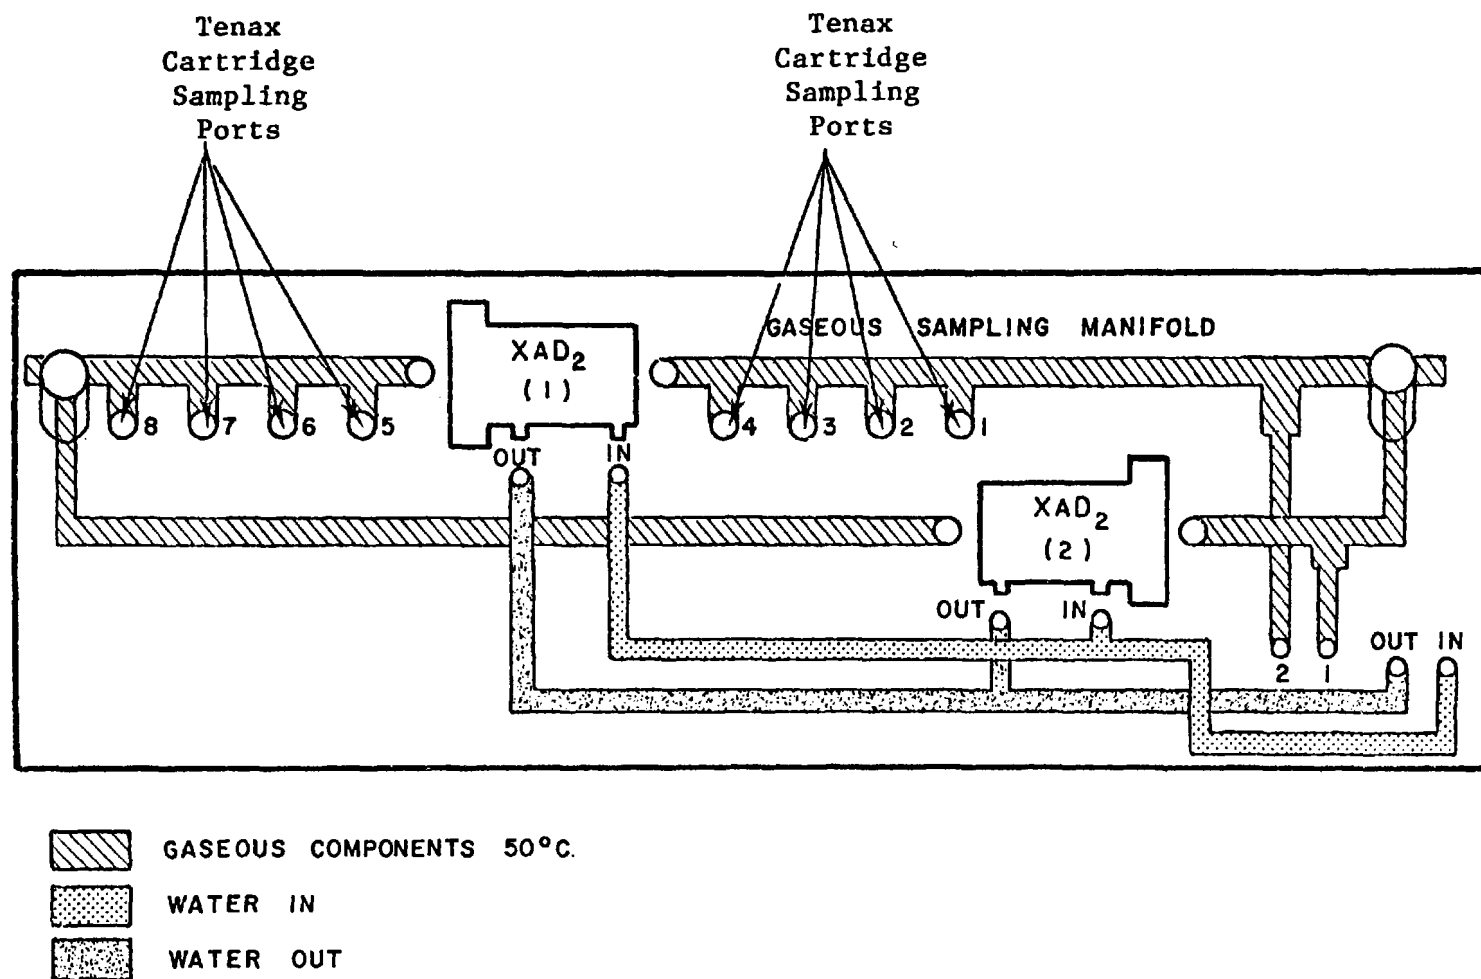 Tenax
Cartridge
Sampling
Ports
Tenax
Cartridge
Sampling
Ports
GASEOUS SAMPLING MANIFOLD
XAD2
(1)
8 7 6 5
4 3 2 1
OUT IN
XAD2
(2)
OUT IN
2 1
OUT IN
GASEOUS COMPONENTS 50°C.
WATER IN
WATER OUT